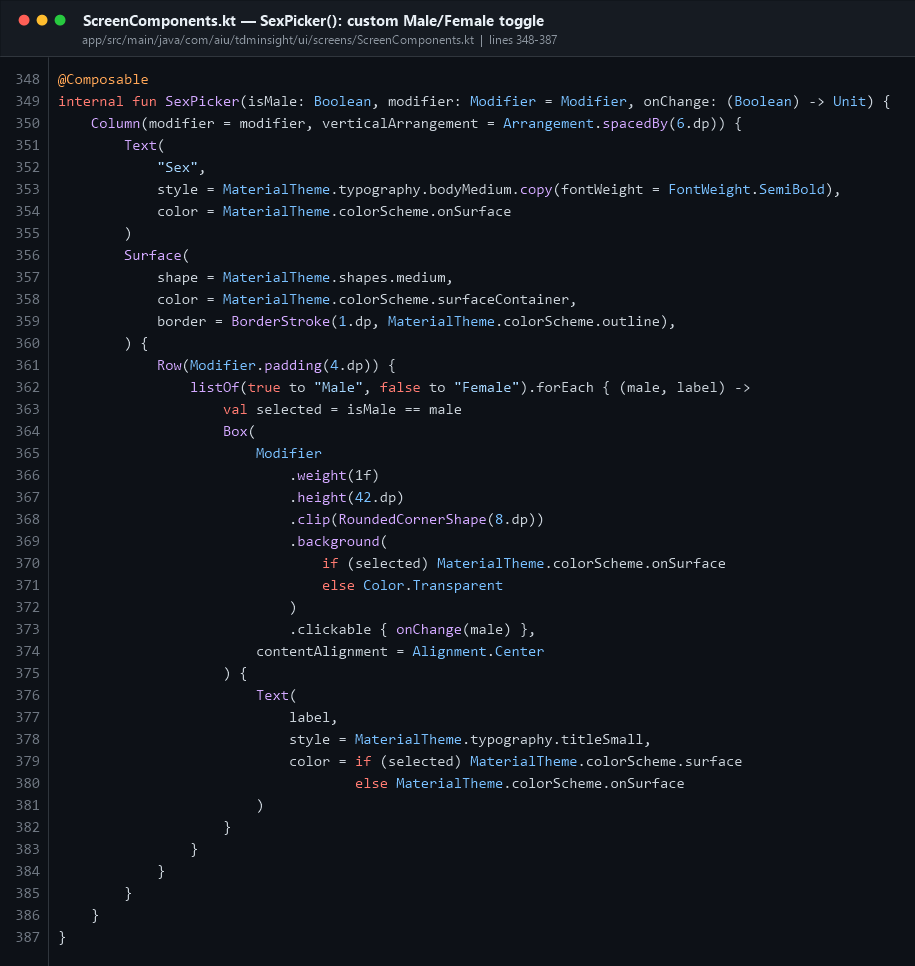 ScreenComponents.kt — SexPicker(): custom Male/Female toggle
app/src/main/java/com/aiu/tdminsight/ui/screens/ScreenComponents.kt | lines 348-387
348 @Composable
349 internal fun SexPicker(isMale: Boolean, modifier: Modifier = Modifier, onChange: (Boolean) -> Unit) {
350     Column(modifier = modifier, verticalArrangement = Arrangement.spacedBy(6.dp)) {
351         Text(
352             "Sex",
353             style = MaterialTheme.typography.bodyMedium.copy(fontWeight = FontWeight.SemiBold),
354             color = MaterialTheme.colorScheme.onSurface
355         )
356         Surface(
357             shape = MaterialTheme.shapes.medium,
358             color = MaterialTheme.colorScheme.surfaceContainer,
359             border = BorderStroke(1.dp, MaterialTheme.colorScheme.outline),
360         ) {
361             Row(Modifier.padding(4.dp)) {
362                 listOf(true to "Male", false to "Female").forEach { (male, label) ->
363                     val selected = isMale == male
364                     Box(
365                         Modifier
366                             .weight(1f)
367                             .height(42.dp)
368                             .clip(RoundedCornerShape(8.dp))
369                             .background(
370                                 if (selected) MaterialTheme.colorScheme.onSurface
371                                 else Color.Transparent
372                             )
373                             .clickable { onChange(male) },
374                         contentAlignment = Alignment.Center
375                     ) {
376                         Text(
377                             label,
378                             style = MaterialTheme.typography.titleSmall,
379                             color = if (selected) MaterialTheme.colorScheme.surface
380                                     else MaterialTheme.colorScheme.onSurface
381                         )
382                     }
383                 }
384             }
385         }
386     }
387 }